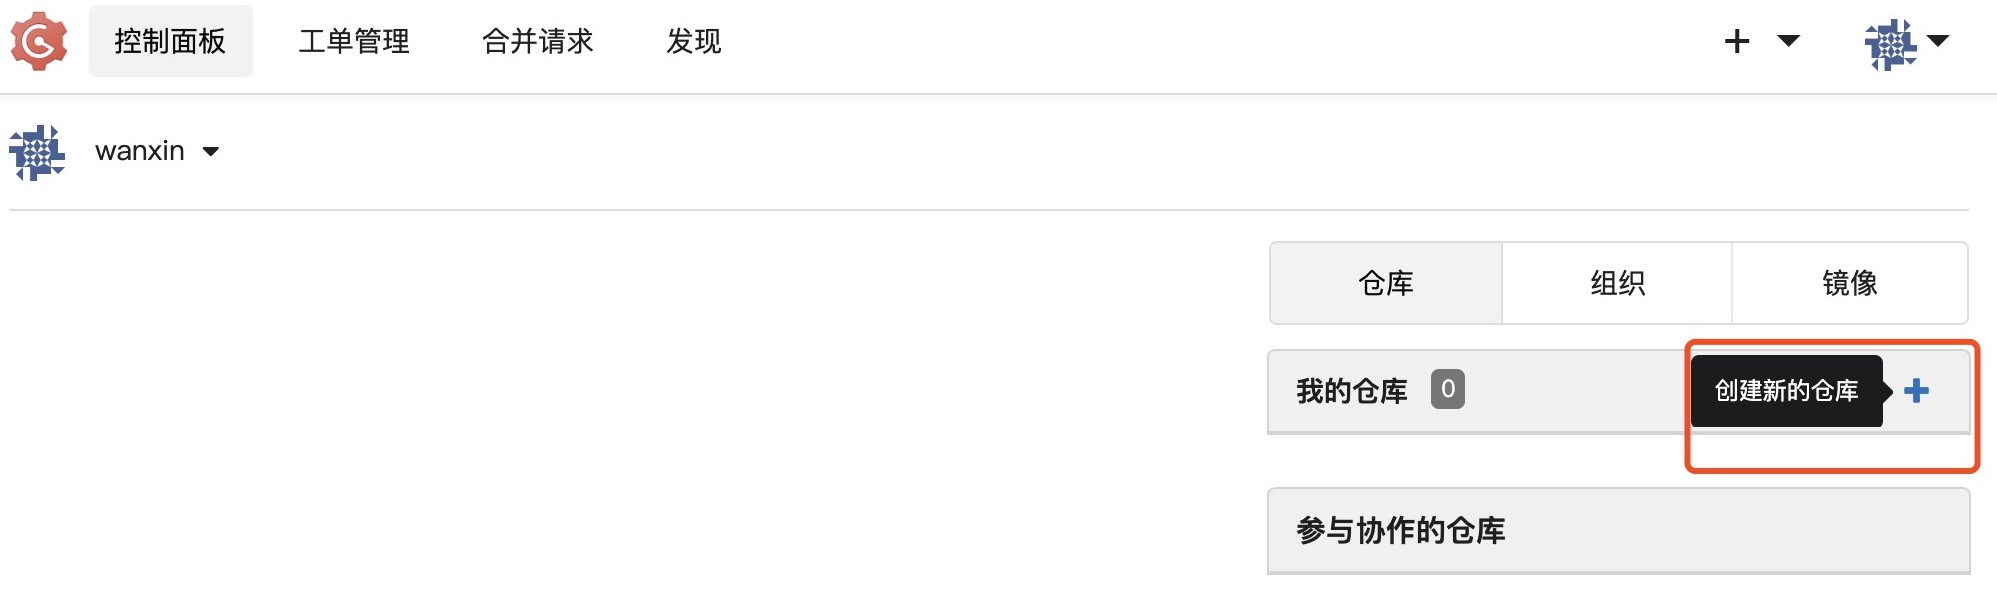 控制面板 工单管理 合并请求 发现
wanxin
仓库 组织 镜像
我的仓库 0 创建新的仓库
参与协作的仓库